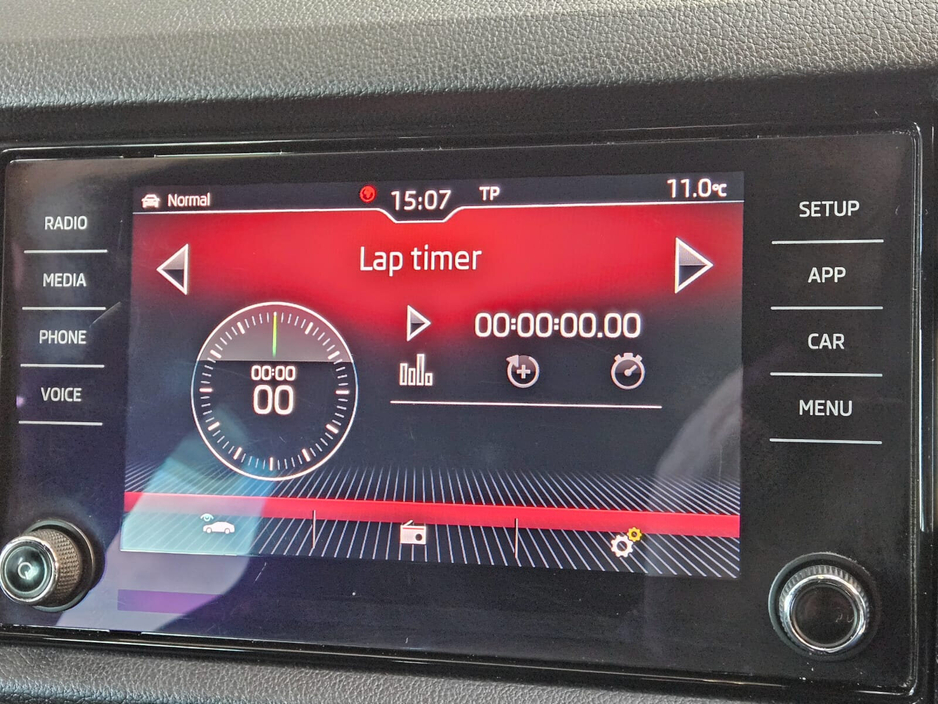 Normal
15:07
TP
11.0°C
RADIO
MEDIA
PHONE
VOICE
Lap timer
00:00:00.00
00:00
00
SETUP
APP
CAR
MENU